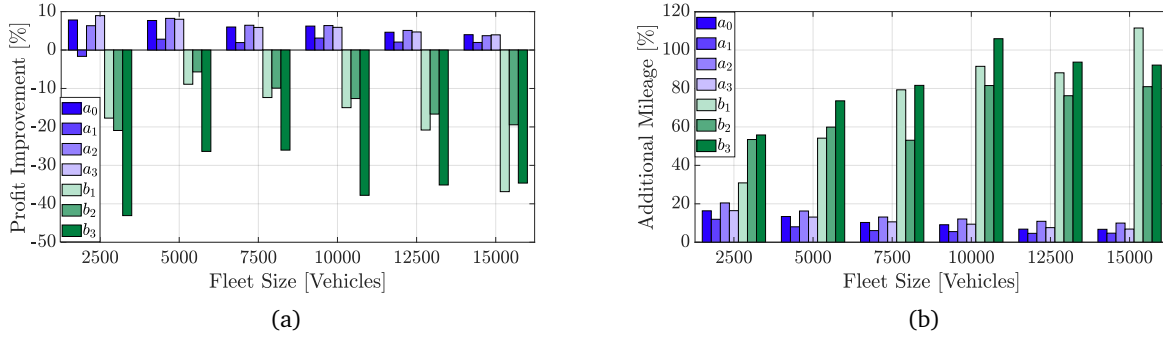 10
0
-10
-20
-30
-40
-50
Profit Improvement [%]
a0
a1
a2
a3
b1
b2
b3
2500 5000 7500 10000 12500 15000
Fleet Size [Vehicles]
(a)
120
100
80
60
40
20
0
Additional Mileage [%]
a0
a1
a2
a3
b1
b2
b3
2500 5000 7500 10000 12500 15000
Fleet Size [Vehicles]
(b)